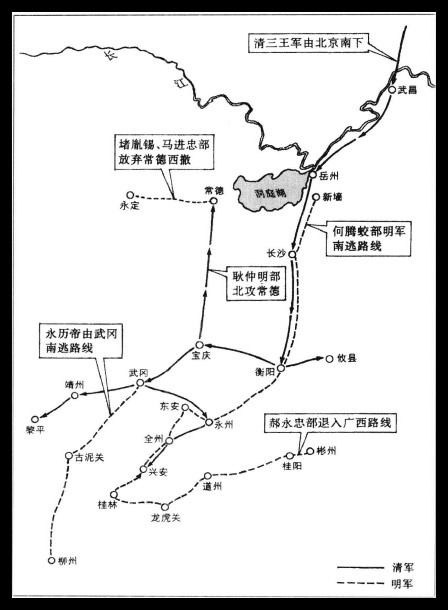 清三王军由北京南下
长
江
武昌
堵胤锡、马进忠部
放弃常德西撤
岳州
洞庭湖
新墙
永定
常德
何腾蛟部明军
南逃路线
长沙
耿仲明部
北攻常德
永历帝由武冈
南逃路线
宝庆
衡阳
攸县
武冈
靖州
东安
郝永忠部退入广西路线
黎平
永州
全州
彬州
古泥关
兴安
桂阳
道州
桂林
龙虎关
柳州
清军
明军